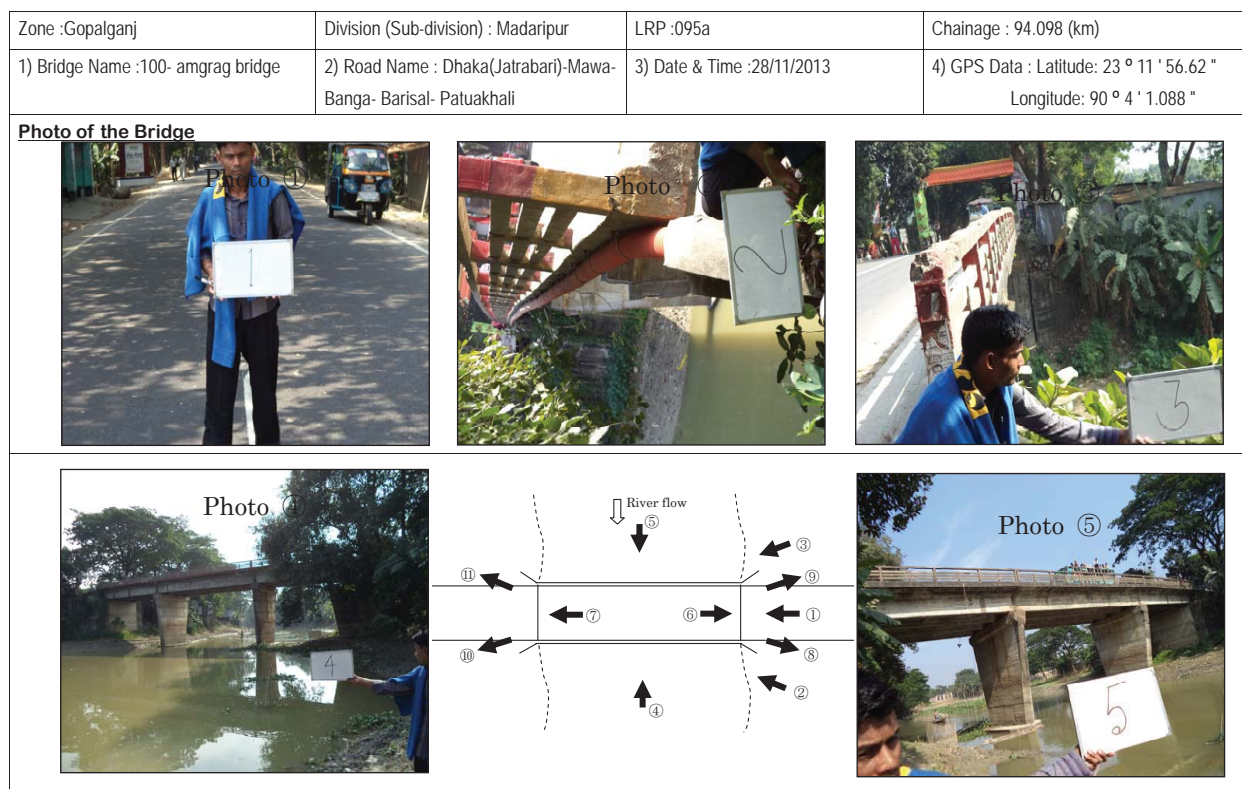 Zone :Gopalganj
Division (Sub-division) : Madaripur
LRP :095a
Chainage : 94.098 (km)
1) Bridge Name :100- amgrag bridge
2) Road Name : Dhaka(Jatrabari)-Mawa-
Banga- Barisal- Patuakhali
3) Date & Time :28/11/2013
4) GPS Data : Latitude: 23 º 11 ' 56.62 "
Longitude: 90 º 4 ' 1.088 "
Photo of the Bridge
Photo ①
1
Photo
2
Photo ③
3
Photo ④
4
River flow
⑤
③
⑪
⑨
⑦
⑥
①
⑩
⑧
②
④
Photo ⑤
5